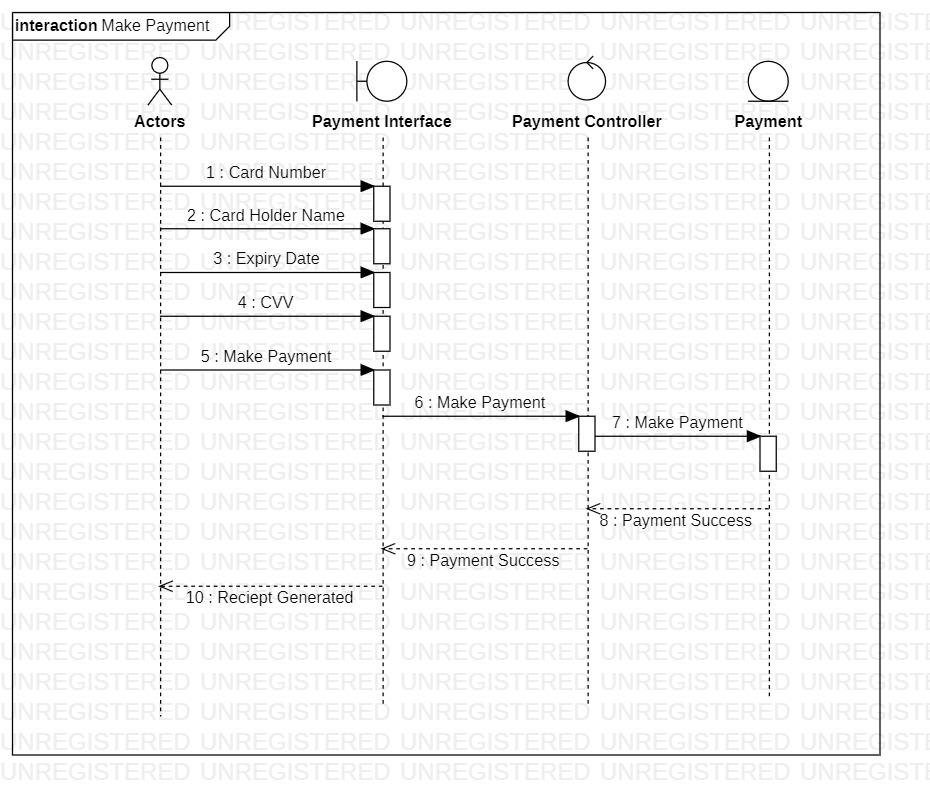 interaction Make Payment
Actors
Payment Interface
Payment Controller
Payment
1 : Card Number
2 : Card Holder Name
3 : Expiry Date
4 : CVV
5 : Make Payment
6 : Make Payment
7 : Make Payment
8 : Payment Success
9 : Payment Success
10 : Reciept Generated
UNREGISTERED